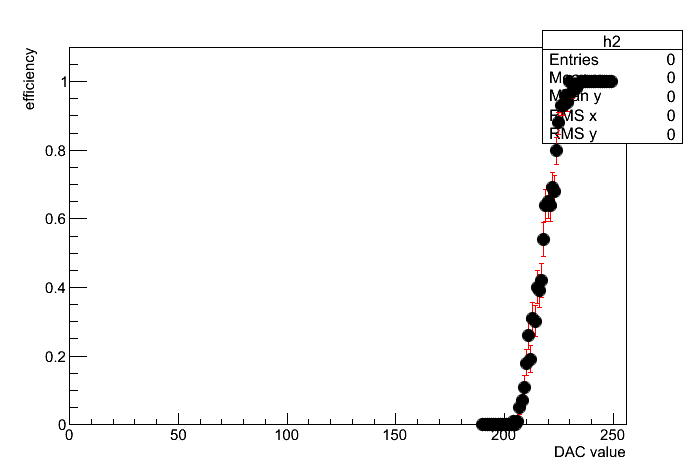 h2
Entries 0
Mean x 0
Mean y 0
RMS x 0
RMS y 0
efficiency
1
0.8
0.6
0.4
0.2
0
0 50 100 150 200 250
DAC value